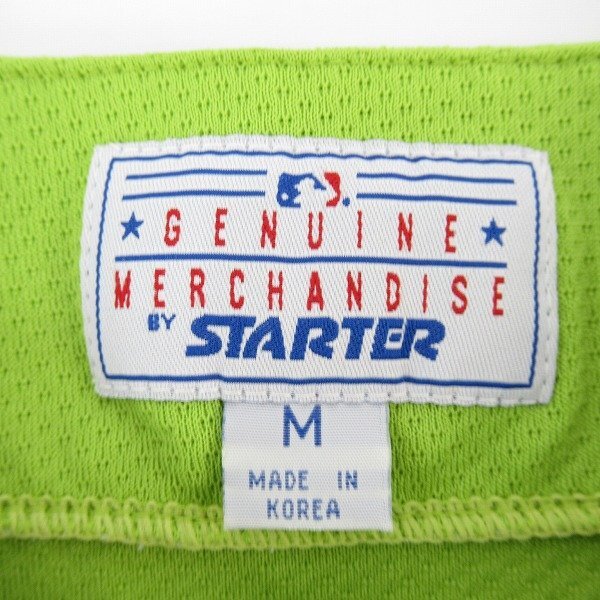 GENUINE
MERCHANDISE
BY STARTER
M
MADE IN
KOREA